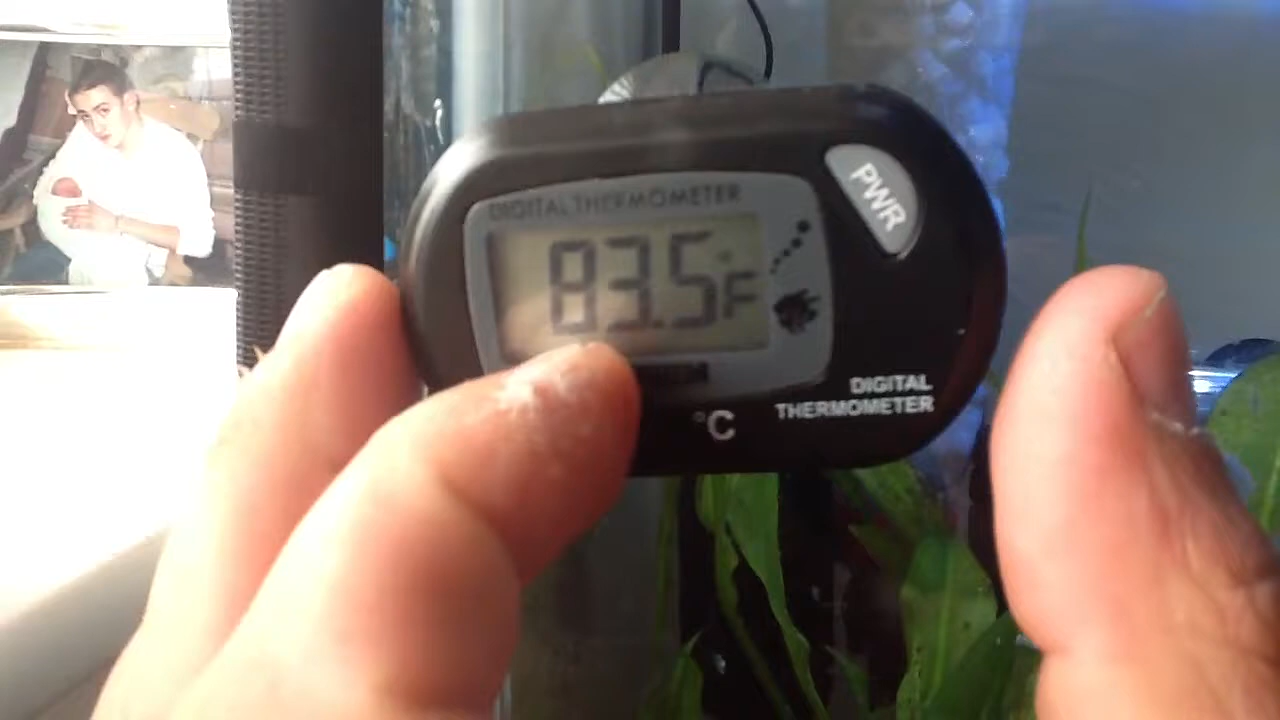 DIGITAL THERMOMETER
PWR
83.5°F
DIGITAL
THERMOMETER
°C